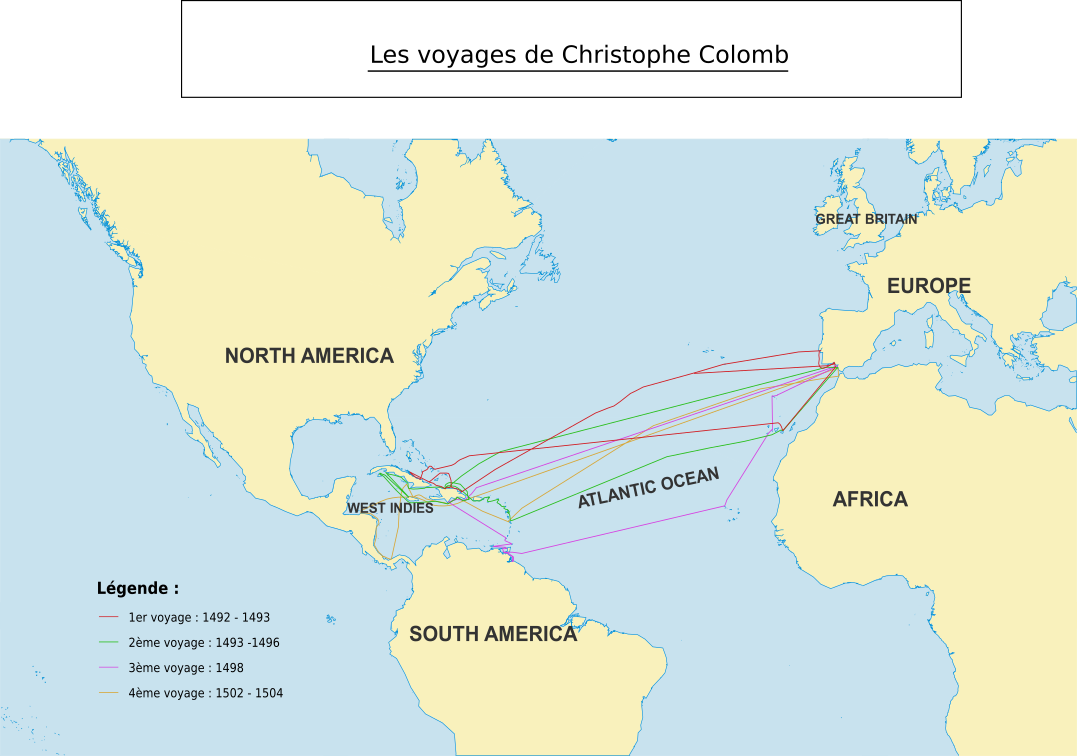 Les voyages de Christophe Colomb
GREAT BRITAIN
EUROPE
NORTH AMERICA
ATLANTIC OCEAN
WEST INDIES
AFRICA
SOUTH AMERICA
Légende :
1er voyage : 1492 - 1493
2ème voyage : 1493 -1496
3ème voyage : 1498
4ème voyage : 1502 - 1504